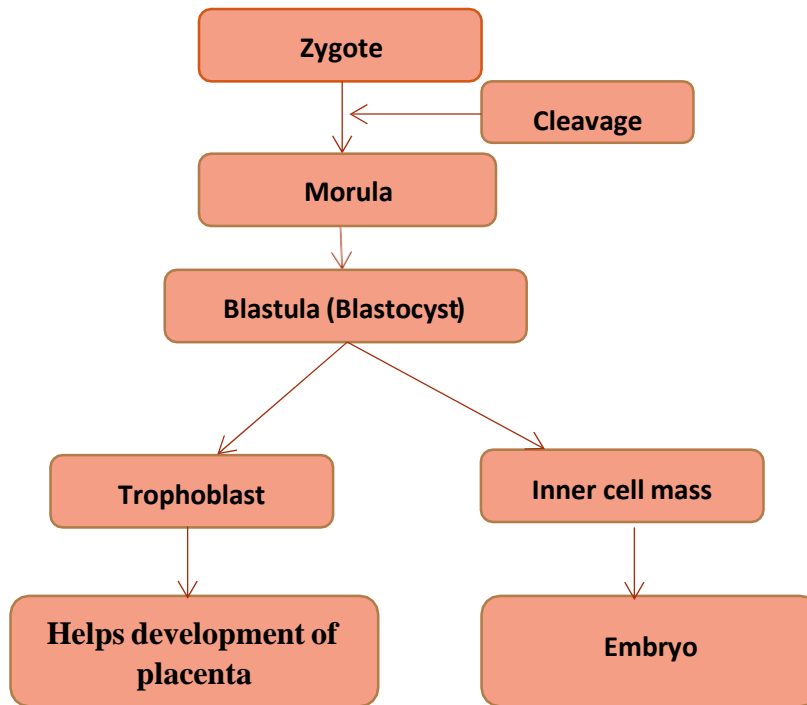 Zygote
Cleavage
Morula
Blastula (Blastocyst)
Trophoblast
Inner cell mass
Helps development of
placenta
Embryo